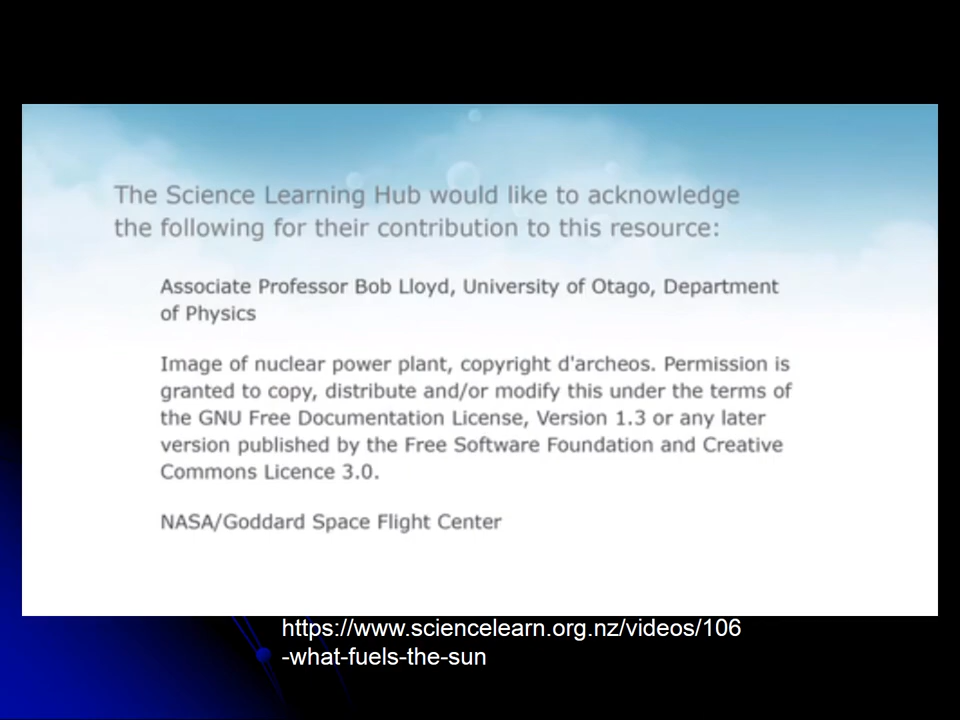 The Science Learning Hub would like to acknowledge
the following for their contribution to this resource:
Associate Professor Bob Lloyd, University of Otago, Department
of Physics
Image of nuclear power plant, copyright d'archeos. Permission is
granted to copy, distribute and/or modify this under the terms of
the GNU Free Documentation License, Version 1.3 or any later
version published by the Free Software Foundation and Creative
Commons Licence 3.0.
NASA/Goddard Space Flight Center
https://www.sciencelearn.org.nz/videos/106
-what-fuels-the-sun